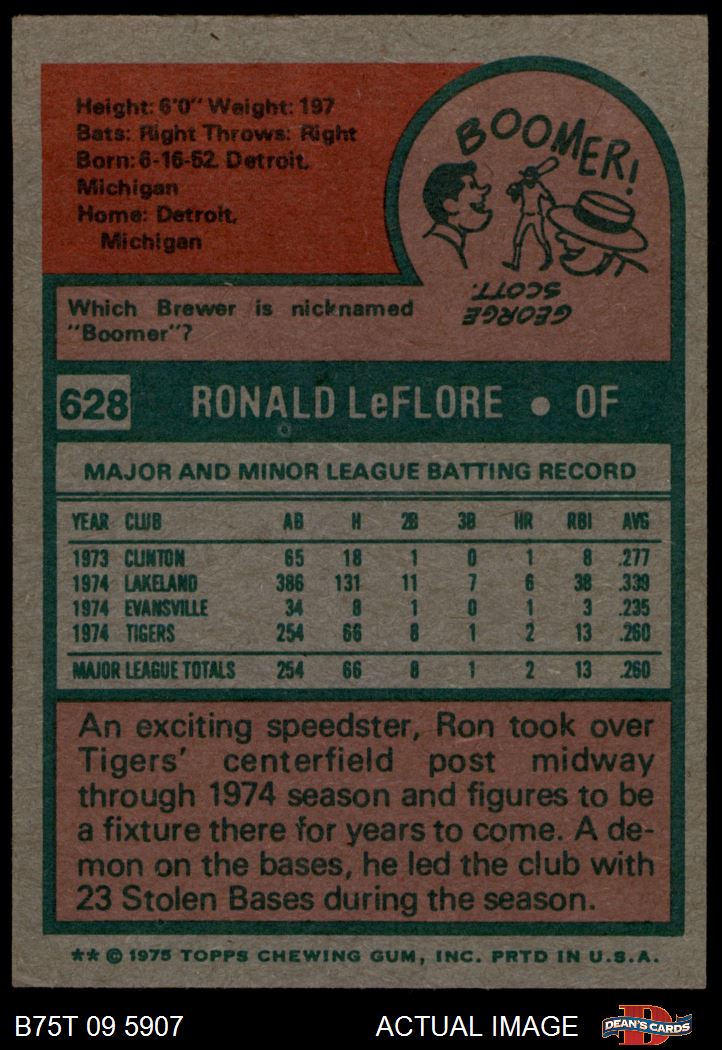 Height: 6'0" Weight: 197
Bats: Right Throws: Right
Born: 6-16-52. Detroit,
Michigan
Home: Detroit,
Michigan
BOOMER!
GEORGE
SCOTT.
Which Brewer is nicknamed
"Boomer"?
628 RONALD LeFLORE • OF
MAJOR AND MINOR LEAGUE BATTING RECORD
YEAR CLUB AB H 2B 3B HR RBI AVG
1973 CLINTON 65 18 1 0 1 8 .277
1974 LAKELAND 386 131 11 7 6 38 .339
1974 EVANSVILLE 34 8 1 0 1 3 .235
1974 TIGERS 254 66 8 1 2 13 .260
MAJOR LEAGUE TOTALS 254 66 8 1 2 13 .260
An exciting speedster, Ron took over
Tigers' centerfield post midway
through 1974 season and figures to be
a fixture there for years to come. A de-
mon on the bases, he led the club with
23 Stolen Bases during the season.
** © 1975 TOPPS CHEWING GUM, INC. PRTD IN U.S.A.
B75T 09 5907 ACTUAL IMAGE D DEAN'S CARDS